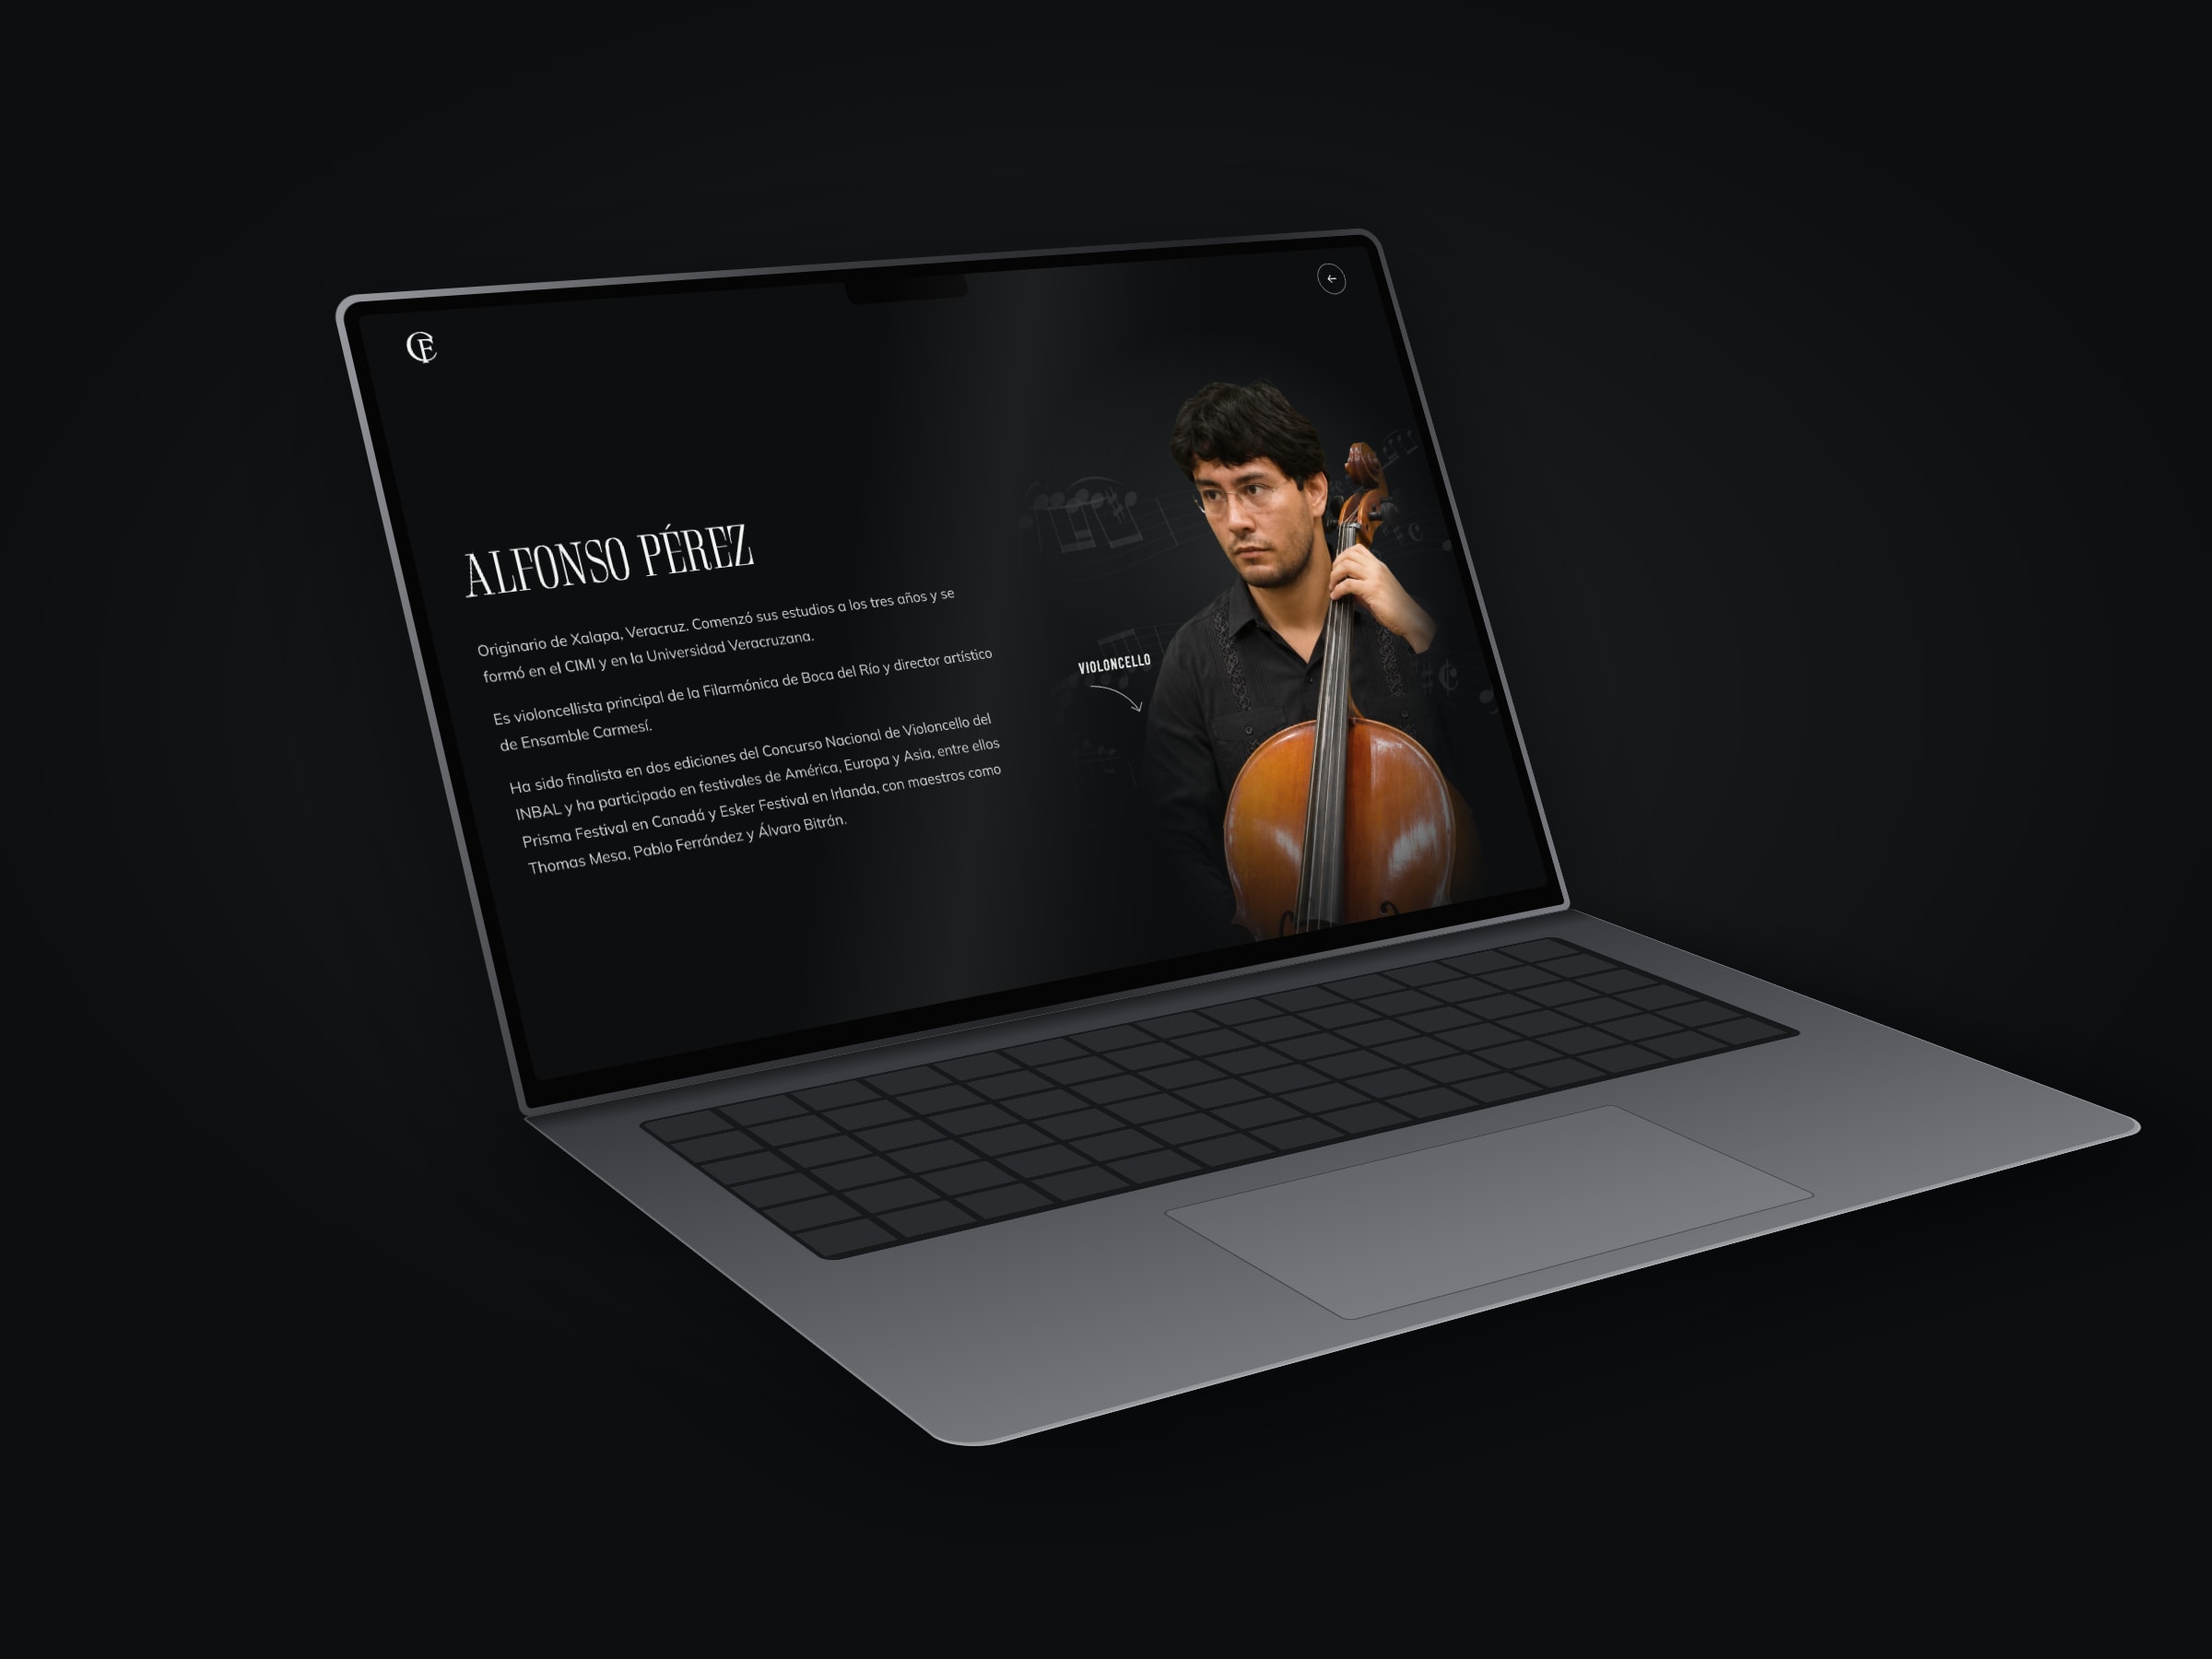 CF
ALFONSO PÉREZ
Originario de Xalapa, Veracruz. Comenzó sus estudios a los tres años y se
formó en el CIMI y en la Universidad Veracruzana.
Es violoncellista principal de la Filarmónica de Boca del Río y director artístico
de Ensamble Carmesí.
Ha sido finalista en dos ediciones del Concurso Nacional de Violoncello del
INBAL y ha participado en festivales de América, Europa y Asia, entre ellos
Prisma Festival en Canadá y Esker Festival en Irlanda, con maestros como
Thomas Mesa, Pablo Ferrández y Álvaro Bitrán.
VIOLONCELLO